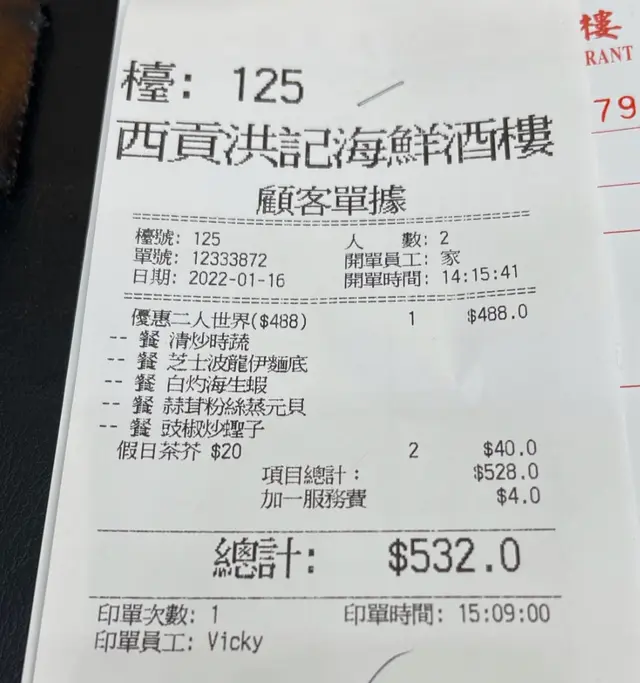 檯: 125
西貢洪記海鮮酒樓
顧客單據
檯號: 125 人 數: 2
單號: 12333872 開單員工: 家
日期: 2022-01-16 開單時間: 14:15:41
優惠二人世界($488) 1 $488.0
-- 餐 清炒時蔬
-- 餐 芝士波龍伊麵底
-- 餐 白灼海生蝦
-- 餐 蒜茸粉絲蒸元貝
-- 餐 豉椒炒蟶子
假日茶芥 $20 2 $40.0
項目總計: $528.0
加一服務費 $4.0
總計: $532.0
印單次數: 1 印單時間: 15:09:00
印單員工: Vicky
樓
RANT
79